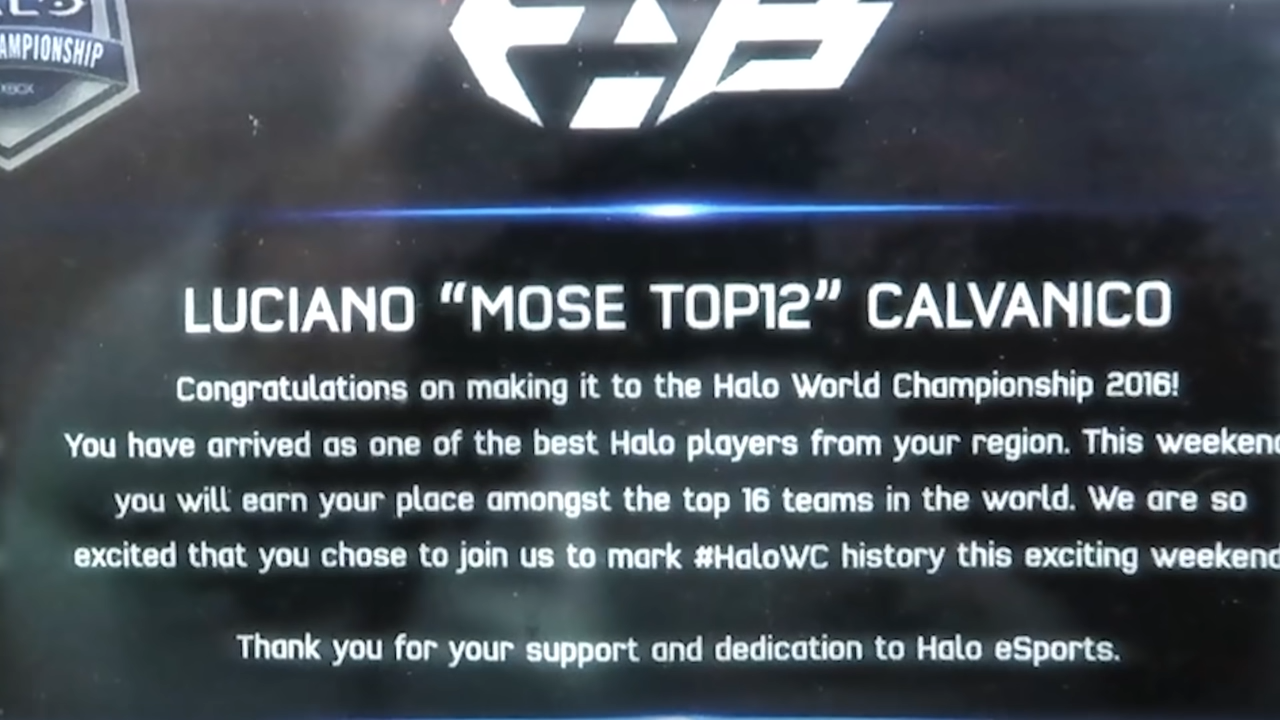 AMPIONSHIP
XBOX
LUCIANO “MOSE TOP12” CALVANICO
Congratulations on making it to the Halo World Championship 2016!
You have arrived as one of the best Halo players from your region. This weekend
you will earn your place amongst the top 16 teams in the world. We are so
excited that you chose to join us to mark #HaloWC history this exciting weekend
Thank you for your support and dedication to Halo eSports.